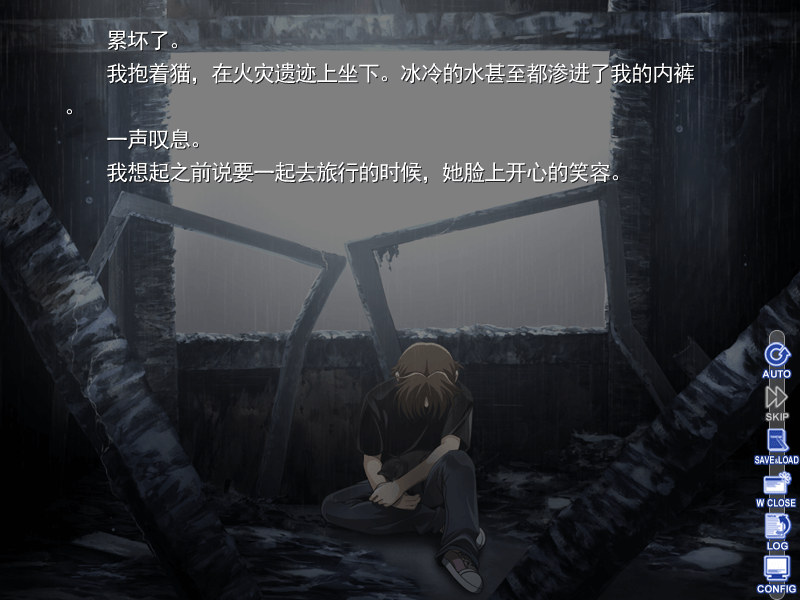 累坏了。
我抱着猫，在火灾遗迹上坐下。冰冷的水甚至都渗进了我的内裤
。
一声叹息。
我想起之前说要一起去旅行的时候，她脸上开心的笑容。
AUTO
SKIP
SAVE&LOAD
W CLOSE
LOG
CONFIG